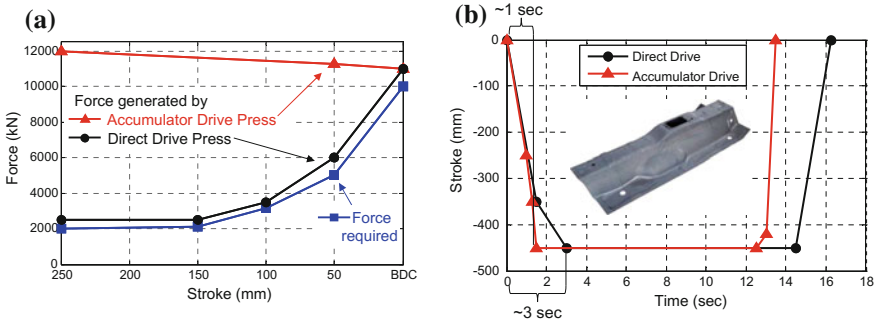 (a)
12000
10000
8000
6000
4000
2000
0
Force (kN)
Force generated by
Accumulator Drive Press
Direct Drive Press
Force
required
250
200
150
100
50
BDC
Stroke (mm)
(b)
~1 sec
0
-100
-200
-300
-400
-500
Stroke (mm)
Direct Drive
Accumulator Drive
0
2
4
6
8
10
12
14
16
18
Time (sec)
~3 sec